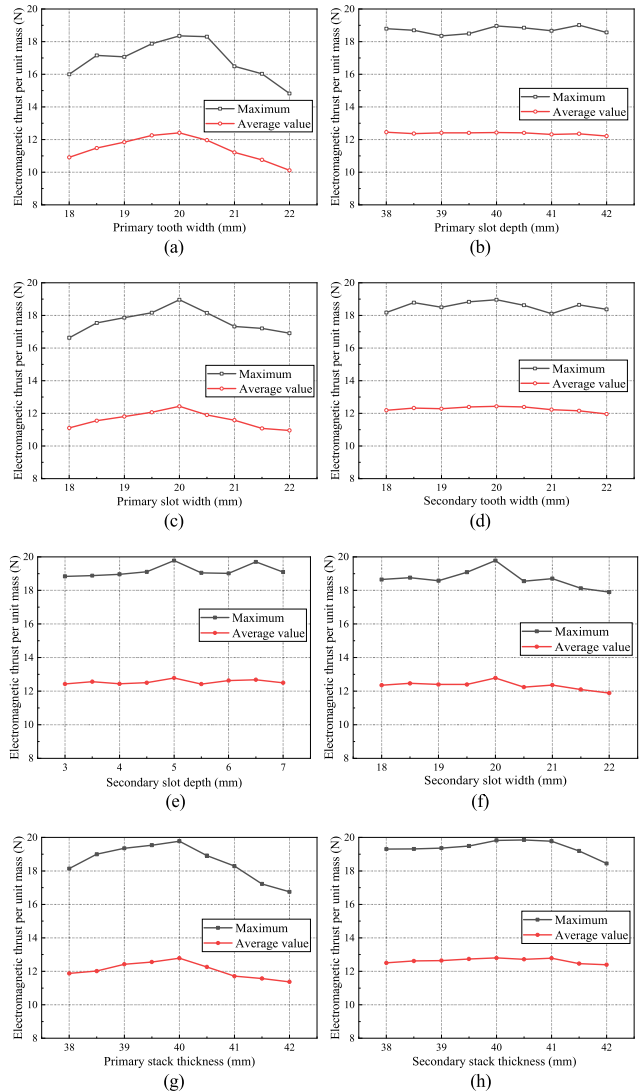 Electromagnetic thrust per unit mass (N)
20
18
16
14
12
10
8
Maximum
Average value
18 19 20 21 22
Primary tooth width (mm)
(a)
Electromagnetic thrust per unit mass (N)
20
18
16
14
12
10
8
Maximum
Average value
38 39 40 41 42
Primary slot depth (mm)
(b)
Electromagnetic thrust per unit mass (N)
20
18
16
14
12
10
8
Maximum
Average value
18 19 20 21 22
Primary slot width (mm)
(c)
Electromagnetic thrust per unit mass (N)
20
18
16
14
12
10
8
Maximum
Average value
18 19 20 21 22
Secondary tooth width (mm)
(d)
Electromagnetic thrust per unit mass (N)
20
18
16
14
12
10
8
Maximum
Average value
3 4 5 6 7
Secondary slot depth (mm)
(e)
Electromagnetic thrust per unit mass (N)
20
18
16
14
12
10
8
Maximum
Average value
18 19 20 21 22
Secondary slot width (mm)
(f)
Electromagnetic thrust per unit mass (N)
20
18
16
14
12
10
8
Maximum
Average value
38 39 40 41 42
Primary stack thickness (mm)
(g)
Electromagnetic thrust per unit mass (N)
20
18
16
14
12
10
8
Maximum
Average value
38 39 40 41 42
Secondary stack thickness (mm)
(h)